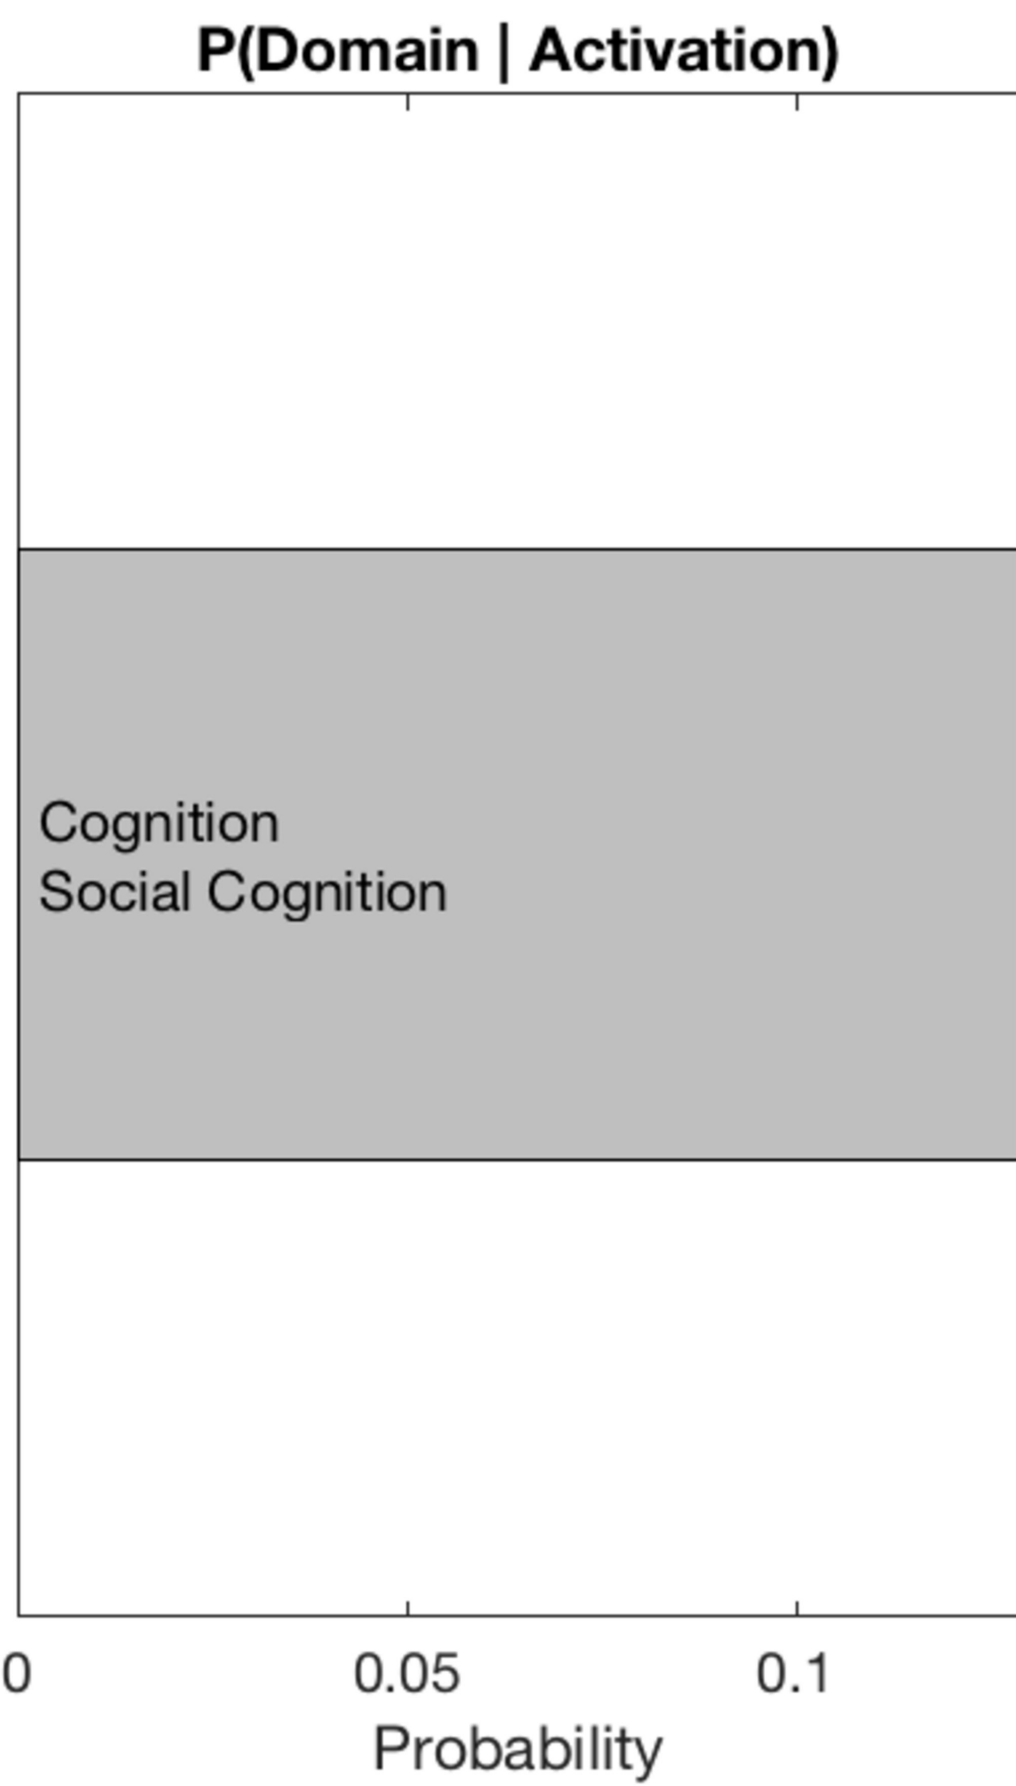 P(Domain | Activation)
Cognition
Social Cognition
0 0.05 0.1
Probability